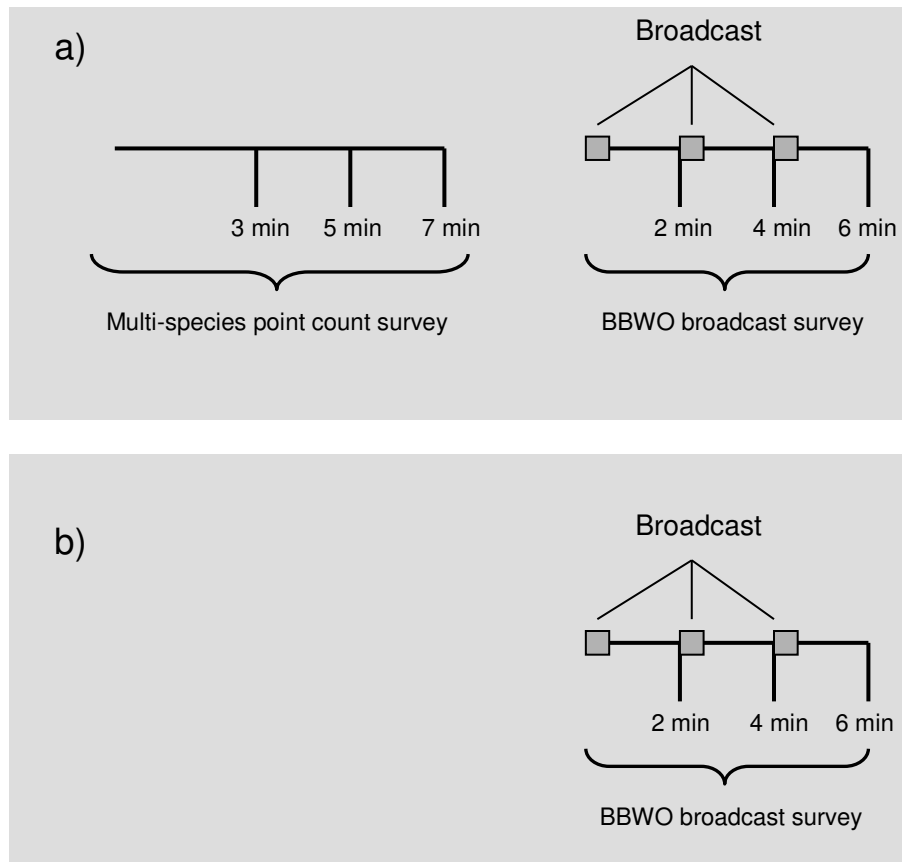 a)
Broadcast
3 min 5 min 7 min
Multi-species point count survey
2 min 4 min 6 min
BBWO broadcast survey
b)
Broadcast
2 min 4 min 6 min
BBWO broadcast survey